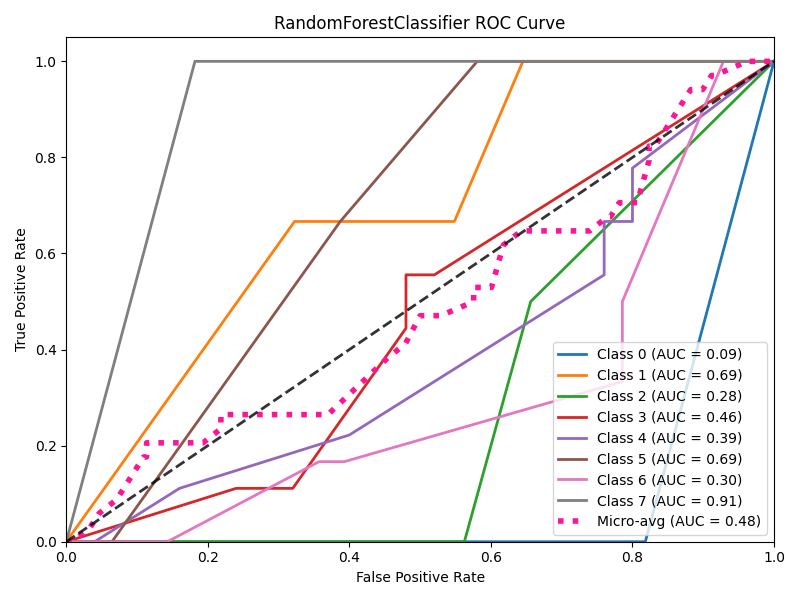 RandomForestClassifier ROC Curve
True Positive Rate
1.0
0.8
0.6
0.4
0.2
0.0
0.0 0.2 0.4 0.6 0.8 1.0
False Positive Rate
Class 0 (AUC = 0.09)
Class 1 (AUC = 0.69)
Class 2 (AUC = 0.28)
Class 3 (AUC = 0.46)
Class 4 (AUC = 0.39)
Class 5 (AUC = 0.69)
Class 6 (AUC = 0.30)
Class 7 (AUC = 0.91)
Micro-avg (AUC = 0.48)